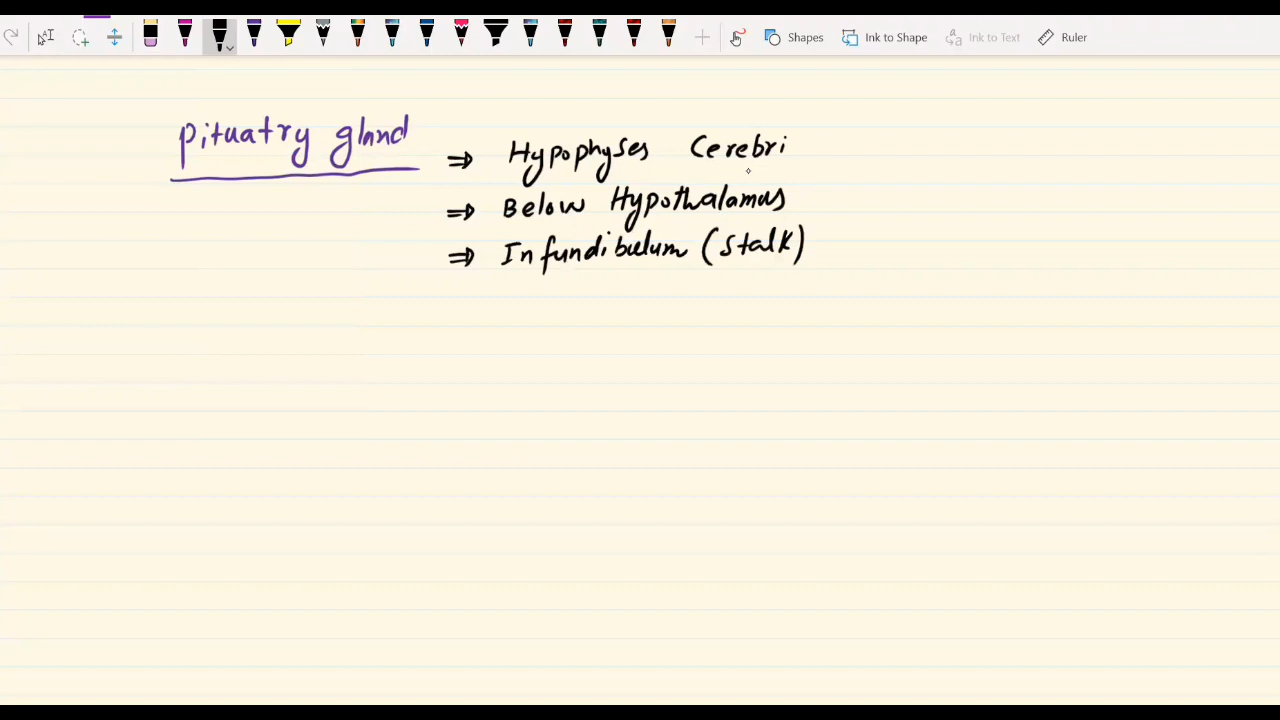 Shapes Ink to Shape Ink to Text Ruler
Pituatry gland
⇒ Hypophyses Cerebri
⇒ Below Hypothalamus
⇒ Infundibulum (Stalk)